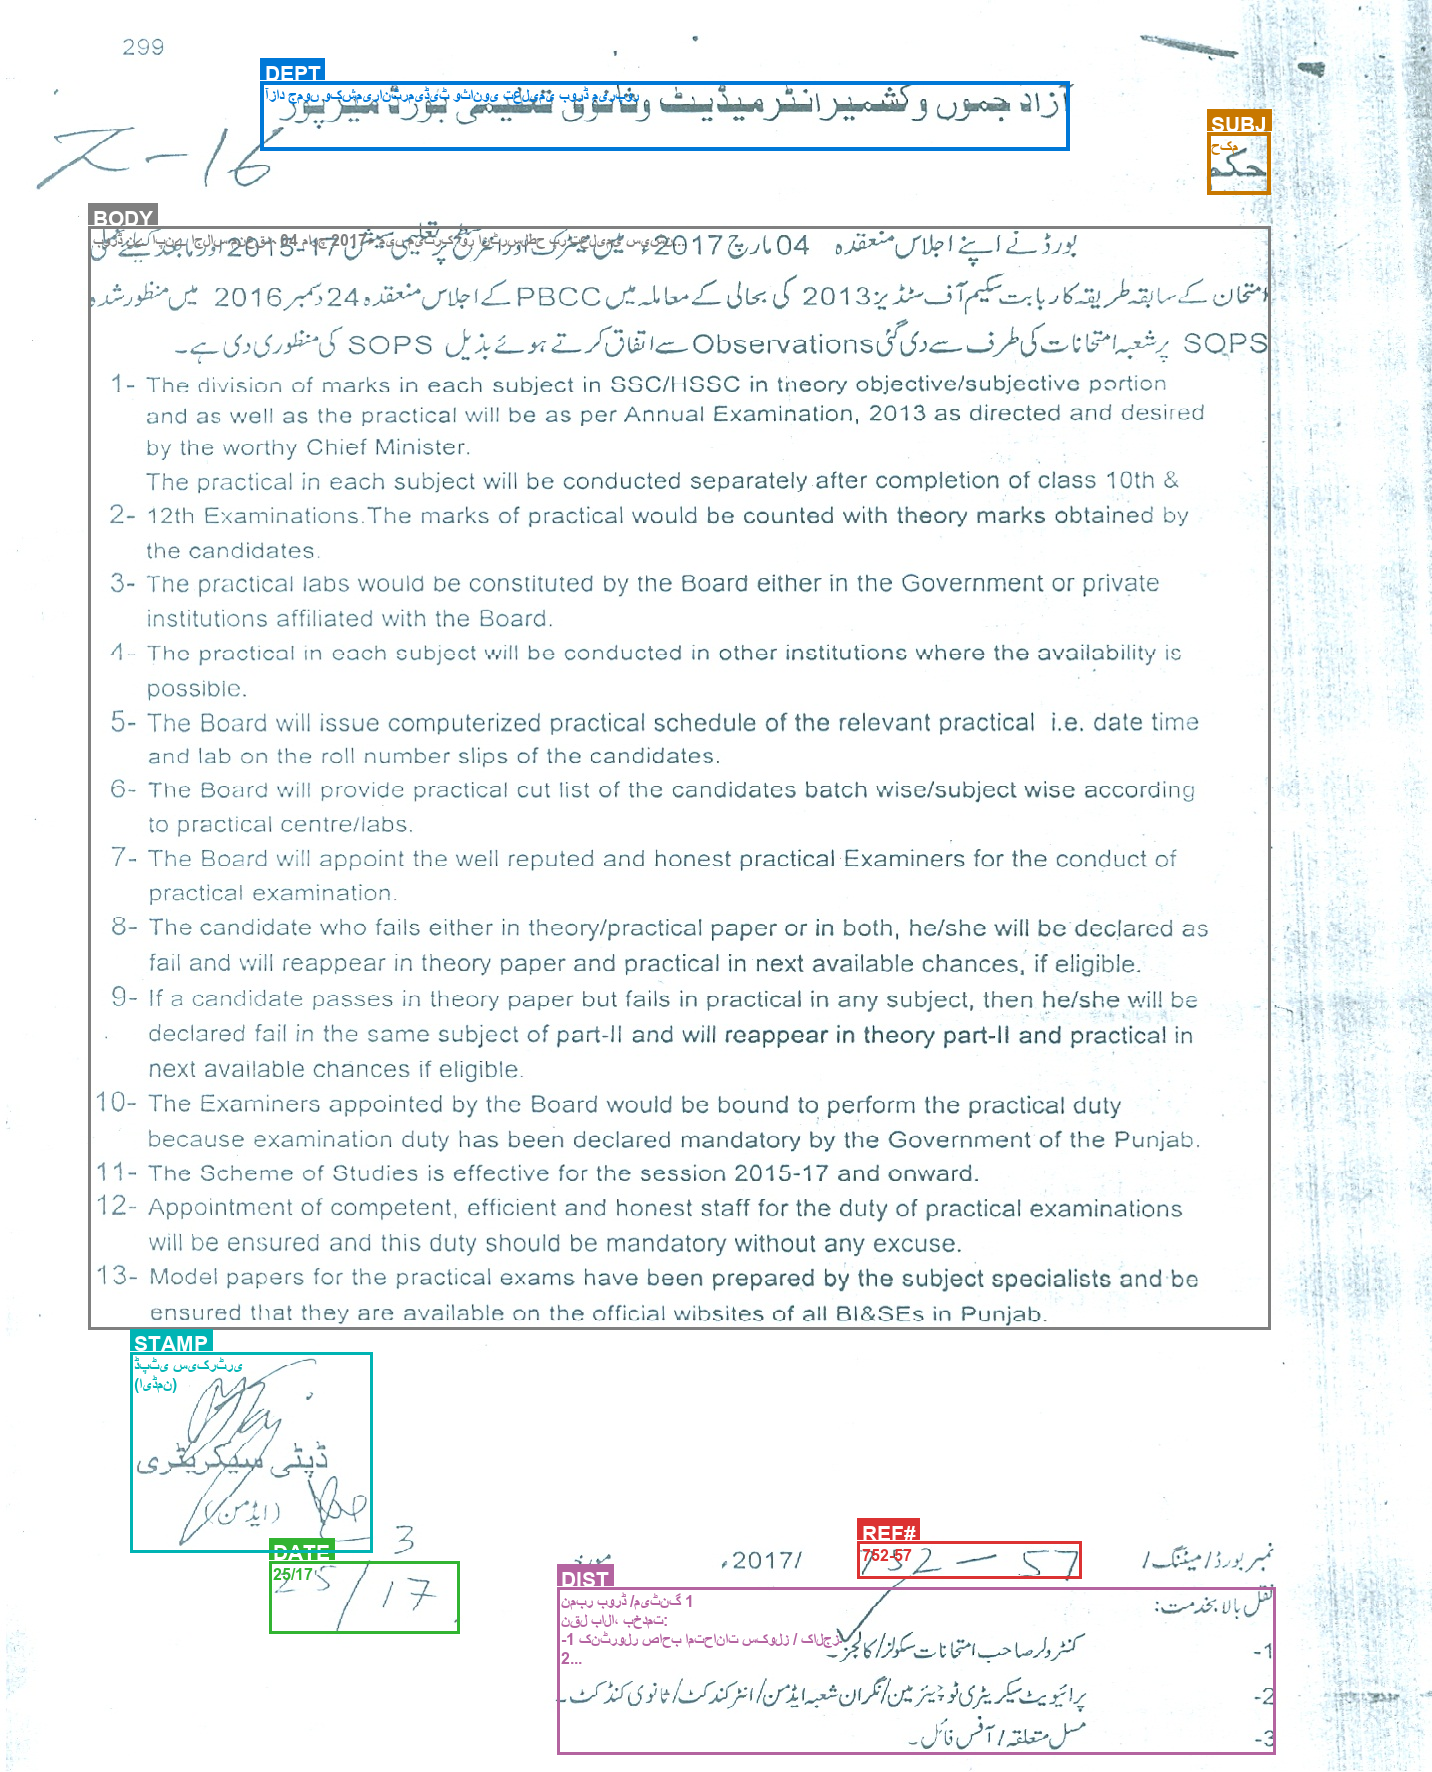 299
DEPT
آزاد جموں و کشمیر انٹرمیڈیٹ و ثانوی تعلیمی بورڈ میرپور
SUBJ
حکم
Z-16
BODY
بورڈ نے اپنے اجلاس منعقدہ 04 مارچ 2017ء میں میٹرک اور انٹر سطح پر تعلیمی سیشن 17-2015 اور مابعد کیلئے عملی
امتحان کے سابقہ طریقہ کار بابت سکیم آف سٹڈیز 2013 کی بحالی کے معاملہ میں PBCC کے اجلاس منعقدہ 24 دسمبر 2016 میں منظور شدہ
SOPS پر شعبہ امتحانات کی طرف سے دی گئی Observations سے اتفاق کرتے ہوئے بذیل SOPS کی منظوری دی ہے۔
1- The division of marks in each subject in SSC/HSSC in theory objective/subjective portion
and as well as the practical will be as per Annual Examination, 2013 as directed and desired
by the worthy Chief Minister.
The practical in each subject will be conducted separately after completion of class 10th &
2- 12th Examinations.The marks of practical would be counted with theory marks obtained by
the candidates.
3- The practical labs would be constituted by the Board either in the Government or private
institutions affiliated with the Board.
4- The practical in each subject will be conducted in other institutions where the availability is
possible.
5- The Board will issue computerized practical schedule of the relevant practical i.e. date time
and lab on the roll number slips of the candidates.
6- The Board will provide practical cut list of the candidates batch wise/subject wise according
to practical centre/labs.
7- The Board will appoint the well reputed and honest practical Examiners for the conduct of
practical examination.
8- The candidate who fails either in theory/practical paper or in both, he/she will be declared as
fail and will reappear in theory paper and practical in next available chances, if eligible.
9- If a candidate passes in theory paper but fails in practical in any subject, then he/she will be
declared fail in the same subject of part-II and will reappear in theory part-II and practical in
next available chances if eligible.
10- The Examiners appointed by the Board would be bound to perform the practical duty
because examination duty has been declared mandatory by the Government of the Punjab.
11- The Scheme of Studies is effective for the session 2015-17 and onward.
12- Appointment of competent, efficient and honest staff for the duty of practical examinations
will be ensured and this duty should be mandatory without any excuse.
13- Model papers for the practical exams have been prepared by the subject specialists and be
ensured that they are available on the official wibsites of all BI&SEs in Punjab.
STAMP
ڈپٹی سیکریٹری
(ایڈمن)
DATE
25/17
3
25/17
REF#
752-57
نمبر بورڈ/میٹنگ/ 752-57 /2017ء مورخہ
DIST
نقل بالا بخدمت:
1- کنٹرولر صاحب امتحانات سکولز/کالجز۔
2- پرائیویٹ سیکریٹری ٹو چیئرمین/نگران شعبہ ایڈمن/انٹر کنڈکٹ/ثانوی کنڈکٹ۔
3- مسل متعلقہ/آفس فائل۔